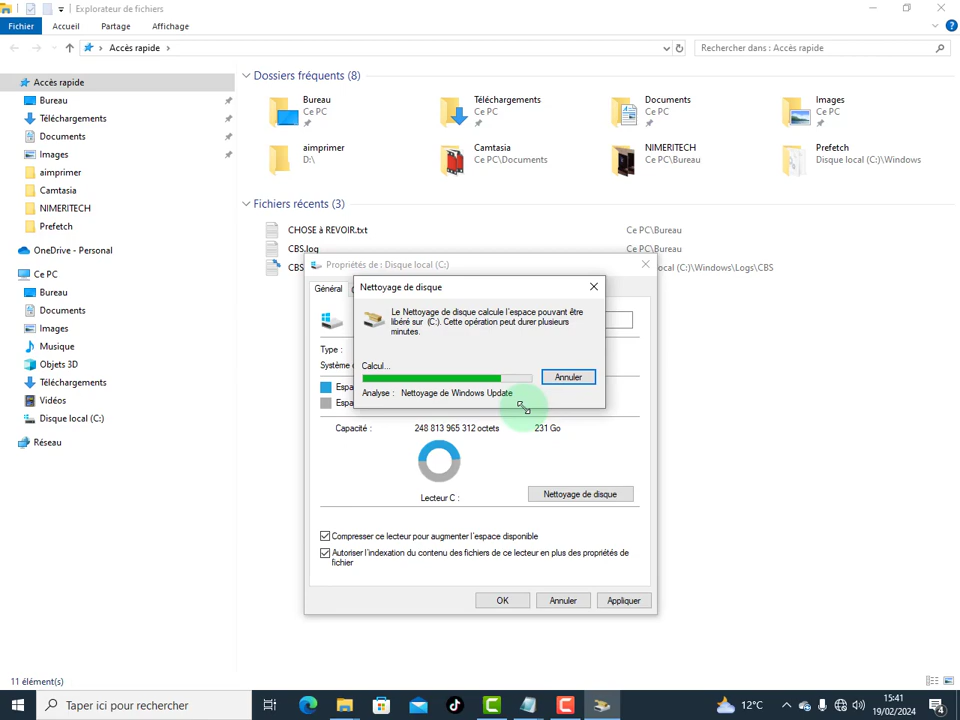 Explorateur de fichiers
Fichier
Accueil
Partage
Affichage
Accès rapide
Rechercher dans : Accès rapide
Accès rapide
Bureau
Téléchargements
Documents
Images
aimprimer
Camtasia
NIMERITECH
Prefetch
OneDrive - Personal
Ce PC
Bureau
Documents
Images
Musique
Objets 3D
Téléchargements
Vidéos
Disque local (C:)
Réseau
Dossiers fréquents (8)
Bureau
Ce PC
Téléchargements
Ce PC
Documents
Ce PC
Images
Ce PC
aimprimer
D:\
Camtasia
Ce PC\Documents
NIMERITECH
Ce PC\Bureau
Prefetch
Disque local (C:)\Windows
Fichiers récents (3)
CHOSE à REVOIR.txt
Ce PC\Bureau
CBS.log
Ce PC\Bureau
CBS
ocal (C:)\Windows\Logs\CBS
Propriétés de : Disque local (C:)
Général
Type :
Système
Espa
Espa
Nettoyage de disque
Le Nettoyage de disque calcule l'espace pouvant être
libéré sur (C:). Cette opération peut durer plusieurs
minutes.
Calcul...
Annuler
Analyse : Nettoyage de Windows Update
Capacité : 248 813 965 312 octets 231 Go
Lecteur C :
Nettoyage de disque
Compresser ce lecteur pour augmenter l'espace disponible
Autoriser l'indexation du contenu des fichiers de ce lecteur en plus des propriétés de
fichier
OK
Annuler
Appliquer
11 élément(s)
Taper ici pour rechercher
12°C
15:41
19/02/2024
4